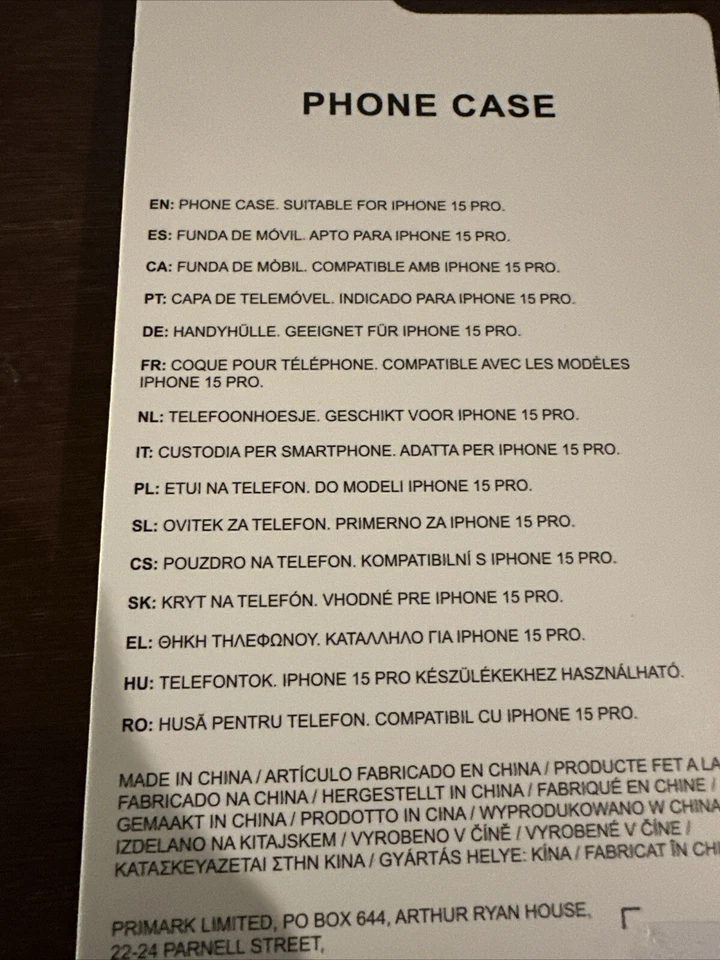 PHONE CASE
EN: PHONE CASE. SUITABLE FOR IPHONE 15 PRO.
ES: FUNDA DE MÓVIL. APTO PARA IPHONE 15 PRO.
CA: FUNDA DE MÒBIL. COMPATIBLE AMB IPHONE 15 PRO.
PT: CAPA DE TELEMÓVEL. INDICADO PARA IPHONE 15 PRO.
DE: HANDYHÜLLE. GEEIGNET FÜR IPHONE 15 PRO.
FR: COQUE POUR TÉLÉPHONE. COMPATIBLE AVEC LES MODÈLES
IPHONE 15 PRO.
NL: TELEFOONHOESJE. GESCHIKT VOOR IPHONE 15 PRO.
IT: CUSTODIA PER SMARTPHONE. ADATTA PER IPHONE 15 PRO.
PL: ETUI NA TELEFON. DO MODELI IPHONE 15 PRO.
SL: OVITEK ZA TELEFON. PRIMERNO ZA IPHONE 15 PRO.
CS: POUZDRO NA TELEFON. KOMPATIBILNÍ S IPHONE 15 PRO.
SK: KRYT NA TELEFÓN. VHODNÉ PRE IPHONE 15 PRO.
EL: ΘΗΚΗ ΤΗΛΕΦΩΝΟΥ. ΚΑΤΑΛΛΗΛΟ ΓΙΑ IPHONE 15 PRO.
HU: TELEFONTOK. IPHONE 15 PRO KÉSZÜLÉKEKHEZ HASZNÁLHATÓ.
RO: HUSĂ PENTRU TELEFON. COMPATIBIL CU IPHONE 15 PRO.
MADE IN CHINA / ARTÍCULO FABRICADO EN CHINA / PRODUCTE FET A LA
FABRICADO NA CHINA / HERGESTELLT IN CHINA / FABRIQUÉ EN CHINE /
GEMAAKT IN CHINA / PRODOTTO IN CINA / WYPRODUKOWANO W CHINA
IZDELANO NA KITAJSKEM / VYROBENO V ČÍNĚ / VYROBENÉ V ČÍNE /
ΚΑΤΑΣΚΕΥΑΖΕΤΑΙ ΣΤΗΝ ΚΙΝΑ / GYÁRTÁS HELYE: KÍNA / FABRICAT ÎN CHI
PRIMARK LIMITED, PO BOX 644, ARTHUR RYAN HOUSE,
22-24 PARNELL STREET,